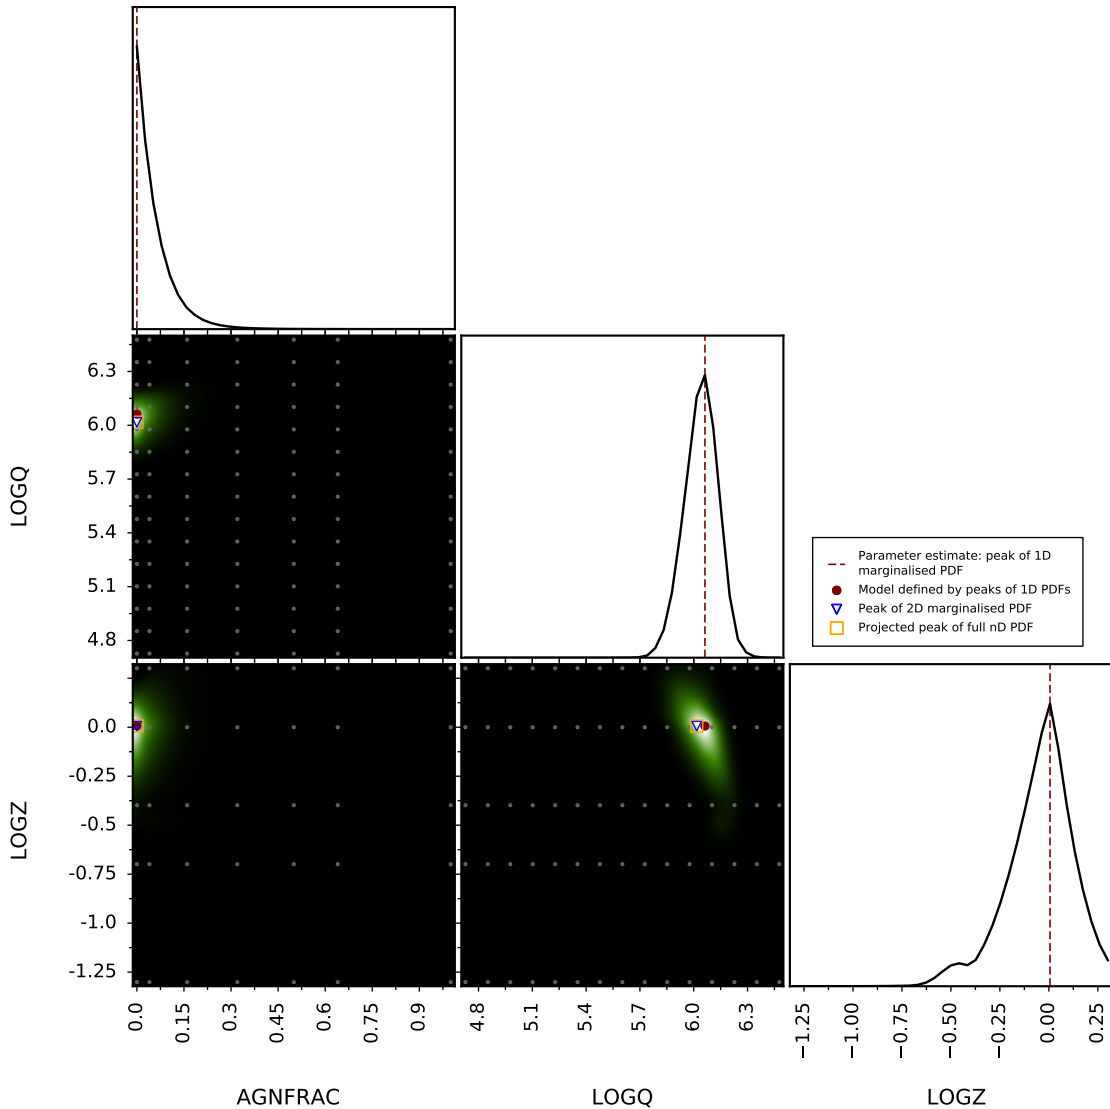 6.3
6.0
5.7
5.4
5.1
4.8
LOGQ
Parameter estimate: peak of 1D
marginalised PDF
Model defined by peaks of 1D PDFs
Peak of 2D marginalised PDF
Projected peak of full nD PDF
0.0
-0.25
-0.5
-0.75
-1.0
-1.25
LOGZ
0.0 0.15 0.3 0.45 0.6 0.75 0.9
4.8 5.1 5.4 5.7 6.0 6.3
−1.25 −1.00 −0.75 −0.50 −0.25 0.00 0.25
AGNFRAC LOGQ LOGZ